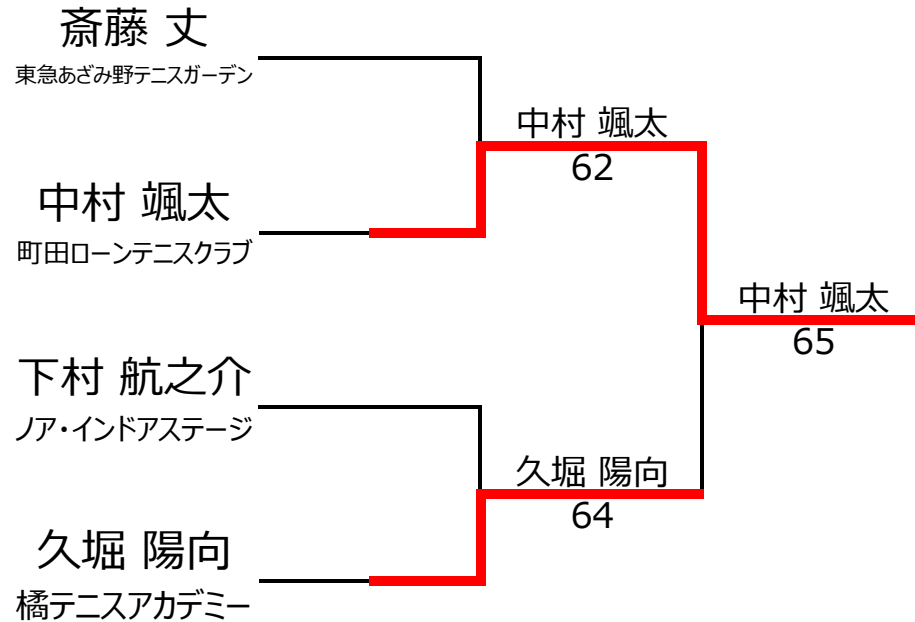 斎藤 丈
東急あざみ野テニスガーデン
中村 颯太
62
中村 颯太
町田ローンテニスクラブ
中村 颯太
65
下村 航之介
ノア・インドアステージ
久堀 陽向
64
久堀 陽向
橘テニスアカデミー